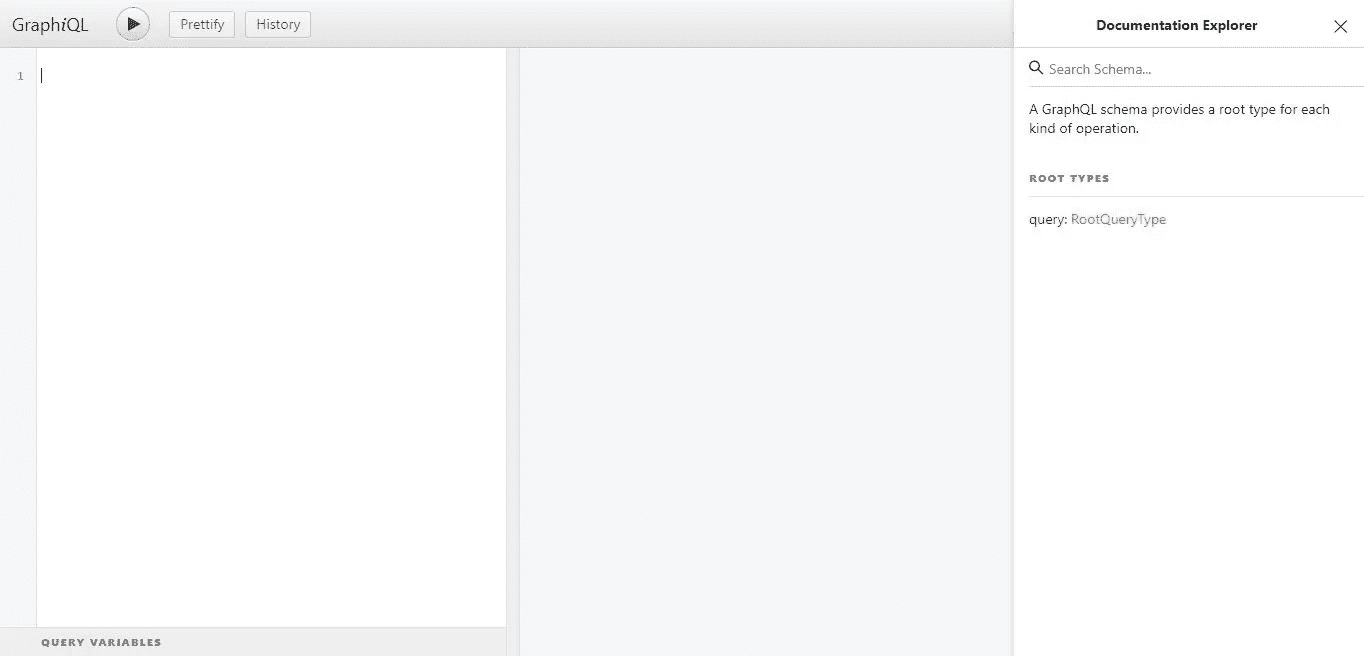 GraphiQL
Prettify
History
1
QUERY VARIABLES
Documentation Explorer
Search Schema...
A GraphQL schema provides a root type for each
kind of operation.
ROOT TYPES
query: RootQueryType